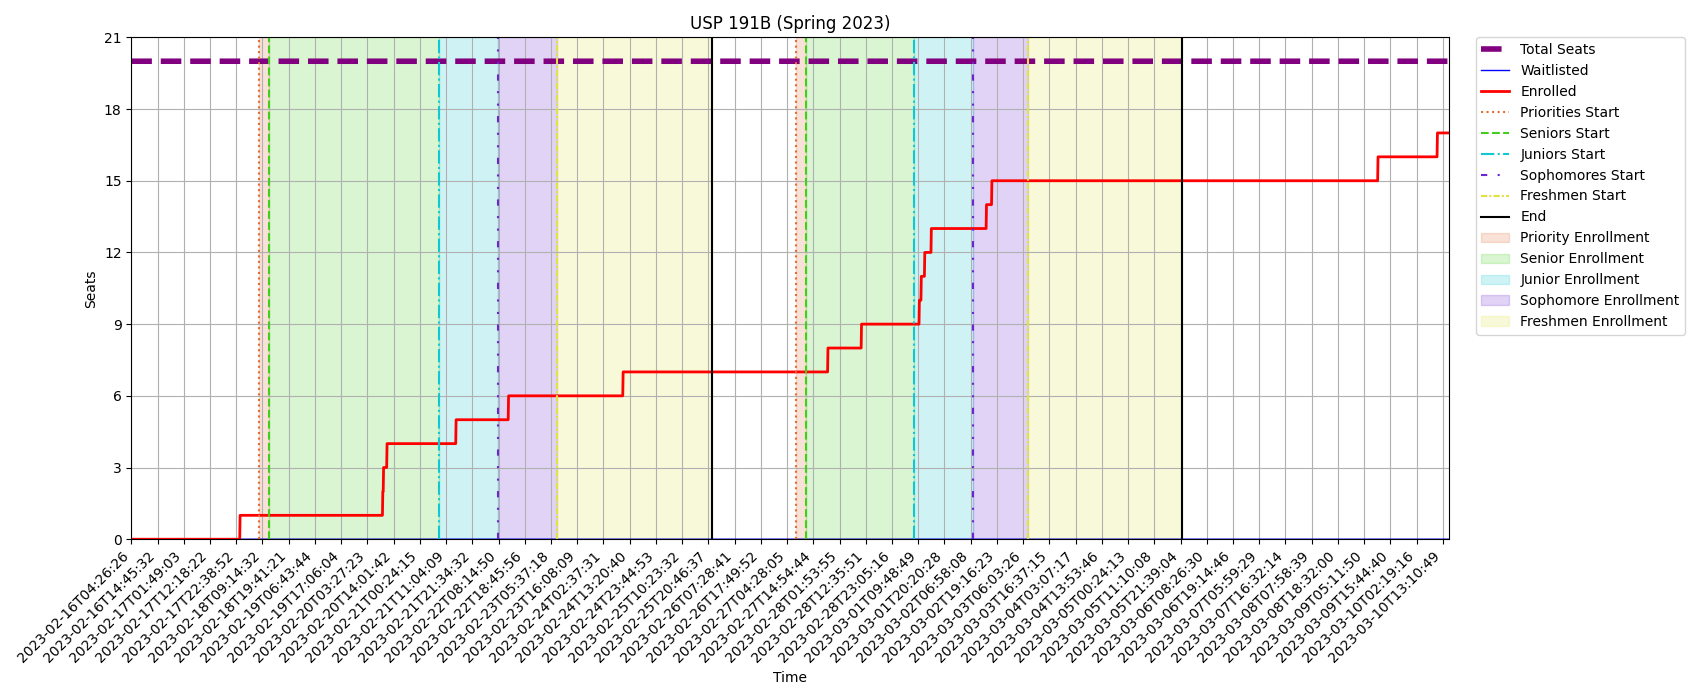 USP 191B (Spring 2023)
21
18
15
12
9
6
3
0
Seats
2023-02-16T04:26:26
2023-02-16T14:45:32
2023-02-17T01:49:03
2023-02-17T12:18:22
2023-02-17T22:38:52
2023-02-18T09:14:32
2023-02-18T19:41:21
2023-02-19T06:43:44
2023-02-19T17:06:04
2023-02-20T03:27:23
2023-02-20T14:01:42
2023-02-21T00:24:15
2023-02-21T11:04:09
2023-02-21T21:34:32
2023-02-22T08:14:50
2023-02-22T18:45:56
2023-02-23T05:37:18
2023-02-23T16:08:09
2023-02-24T02:37:31
2023-02-24T13:20:40
2023-02-24T23:44:53
2023-02-25T10:23:32
2023-02-25T20:46:37
2023-02-26T07:28:41
2023-02-26T17:49:52
2023-02-27T04:28:05
2023-02-27T14:54:44
2023-02-28T01:53:55
2023-02-28T12:35:51
2023-02-28T23:05:16
2023-03-01T09:48:49
2023-03-01T20:20:28
2023-03-02T06:58:08
2023-03-02T19:16:23
2023-03-03T06:03:26
2023-03-03T16:37:15
2023-03-04T03:07:17
2023-03-04T13:53:46
2023-03-05T00:24:13
2023-03-05T11:10:08
2023-03-05T21:39:04
2023-03-06T08:26:30
2023-03-06T19:14:46
2023-03-07T05:59:29
2023-03-07T16:32:14
2023-03-08T07:58:39
2023-03-08T18:32:00
2023-03-09T05:11:50
2023-03-09T15:44:40
2023-03-10T02:19:16
2023-03-10T13:10:49
Time
Total Seats
Waitlisted
Enrolled
Priorities Start
Seniors Start
Juniors Start
Sophomores Start
Freshmen Start
End
Priority Enrollment
Senior Enrollment
Junior Enrollment
Sophomore Enrollment
Freshmen Enrollment